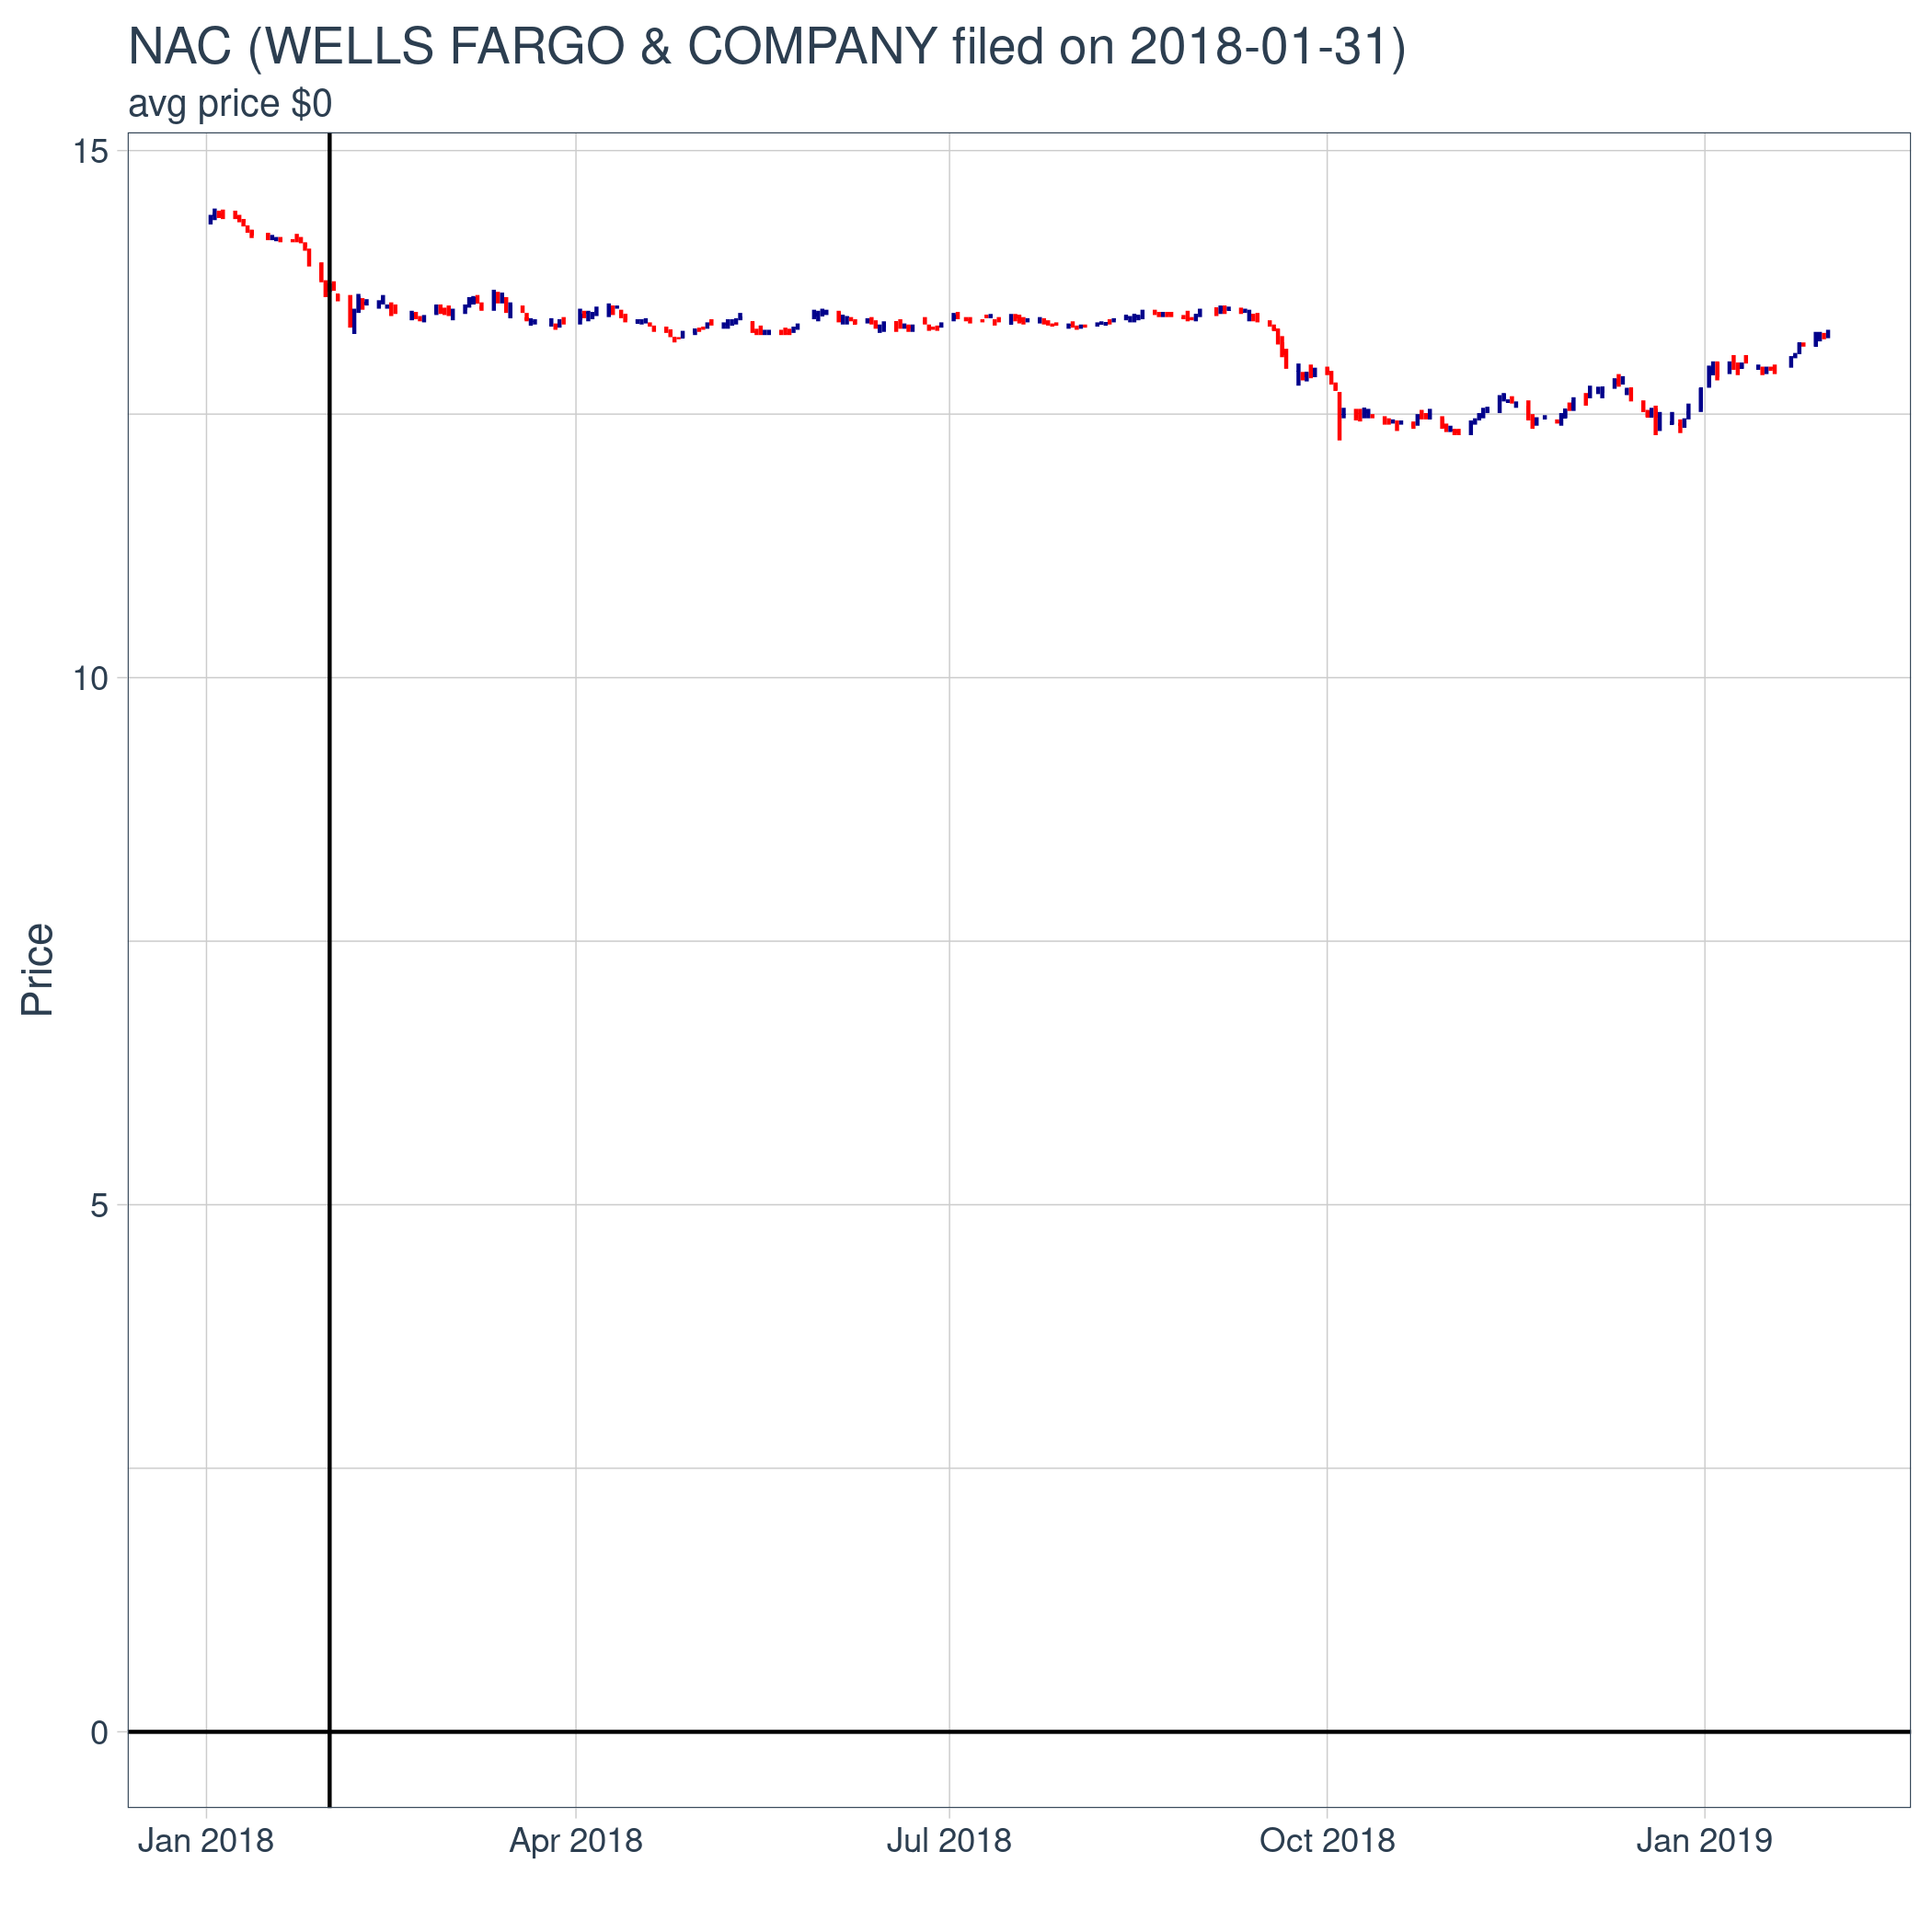 NAC (WELLS FARGO & COMPANY filed on 2018-01-31)
avg price $0
15
10
5
0
Price
Jan 2018
Apr 2018
Jul 2018
Oct 2018
Jan 2019